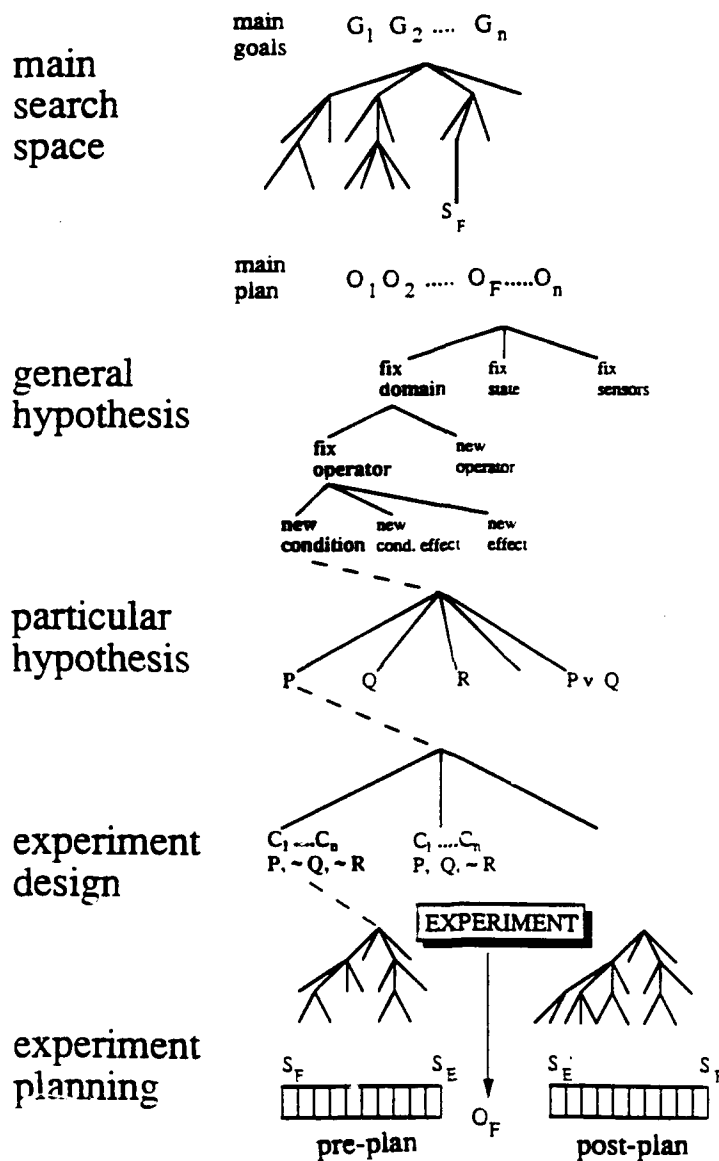 main search space
main goals
G1 G2 .... Gn
SF
main plan
O1 O2 ..... OF.....On
general hypothesis
fix domain
fix state
fix sensors
fix operator
new operator
new condition
new cond. effect
new effect
particular hypothesis
P Q R P v Q
experiment design
C1 ....Cn
P, ~ Q, ~ R
C1 .....Cn
P, Q, ~ R
EXPERIMENT
experiment planning
SF SE
SE
OF
pre-plan
post-plan